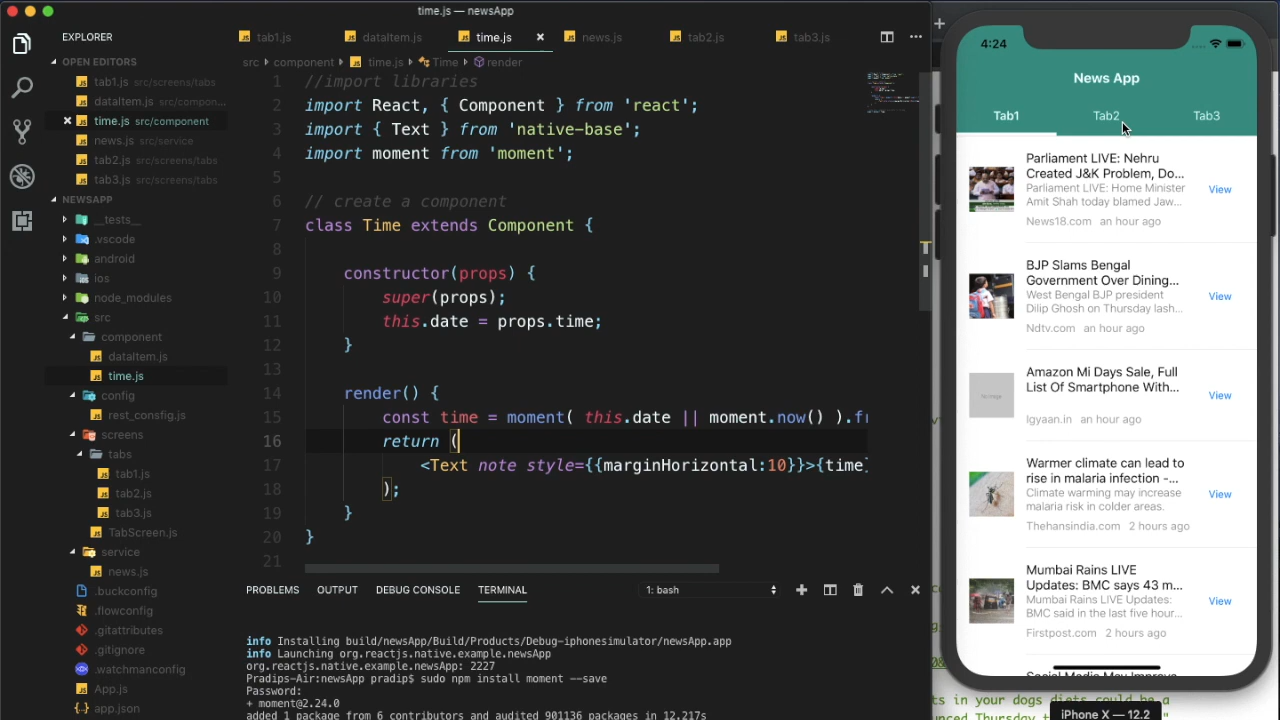 time.js — newsApp
EXPLORER
OPEN EDITORS
tab1.js src/screens/tabs
dataItem.js src/compon...
time.js src/component
news.js src/service
tab2.js src/screens/tabs
tab3.js src/screens/tabs
NEWSAPP
__tests__
.vscode
android
ios
node_modules
src
component
dataItem.js
time.js
config
rest_consfig.js
screens
tabs
tab1.js
tab2.js
tab3.js
TabScreen.js
service
news.js
.buckconfig
.flowconfig
.gitattributes
.gitignore
.watchmanconfig
App.js
app.json
tab1.js dataItem.js time.js news.js tab2.js tab3.js
src component time.js Time render
1 //import libraries
2 import React, { Component } from 'react';
3 import { Text } from 'native-base';
4 import moment from 'moment';
5
6 // create a component
7 class Time extends Component {
8
9 constructor(props) {
10 super(props);
11 this.date = props.time;
12 }
13
14 render() {
15 const time = moment( this.date || moment.now() ).fr
16 return (
17 <Text note style={{marginHorizontal:10}}>{time}
18 );
19 }
20 }
21
PROBLEMS OUTPUT DEBUG CONSOLE TERMINAL 1: bash
info Installing build/newsApp/Build/Products/Debug-iphonesimulator/newsApp.app
info Launching org.reactjs.native.example.newsApp
org.reactjs.native.example.newsApp: 2227
Pradips-Air:newsApp pradip$ sudo npm install moment --save
Password:
+ moment@2.24.0
added 1 package from 6 contributors and audited 901136 packages in 12.217s
4:24
News App
Tab1 Tab2 Tab3
Parliament LIVE: Nehru
Created J&K Problem, Do...
Parliament LIVE: Home Minister
Amit Shah today blamed Jaw...
News18.com an hour ago
View
BJP Slams Bengal
Government Over Dining...
West Bengal BJP president
Dilip Ghosh on Thursday lash...
Ndtv.com an hour ago
View
Amazon Mi Days Sale, Full
List Of Smartphone With...
Igyaan.in an hour ago
View
Warmer climate can lead to
rise in malaria infection -...
Climate warming may increase
malaria risk in colder areas.
Thehansindia.com 2 hours ago
View
Mumbai Rains LIVE
Updates: BMC says 43 m...
Mumbai Rains LIVE Updates:
BMC said in the last five hour...
Firstpost.com 2 hours ago
View
Social Media May Improve
ts in your dogs diets could be a
unced Thursday t
iPhone X — 12.2